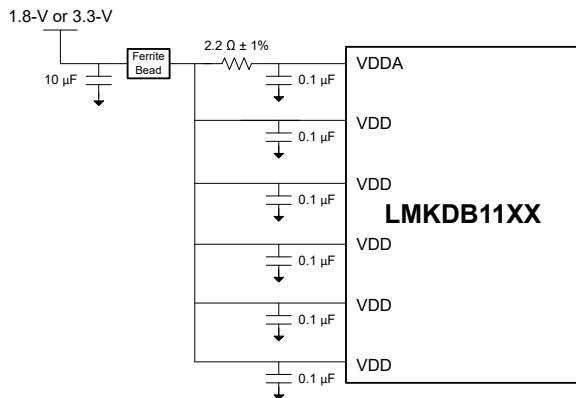 1.8-V or 3.3-V
10 µF
Ferrite
Bead
2.2 Ω ± 1%
0.1 µF
VDDA
0.1 µF
VDD
0.1 µF
VDD
LMKDB11XX
0.1 µF
VDD
0.1 µF
VDD
0.1 µF
VDD